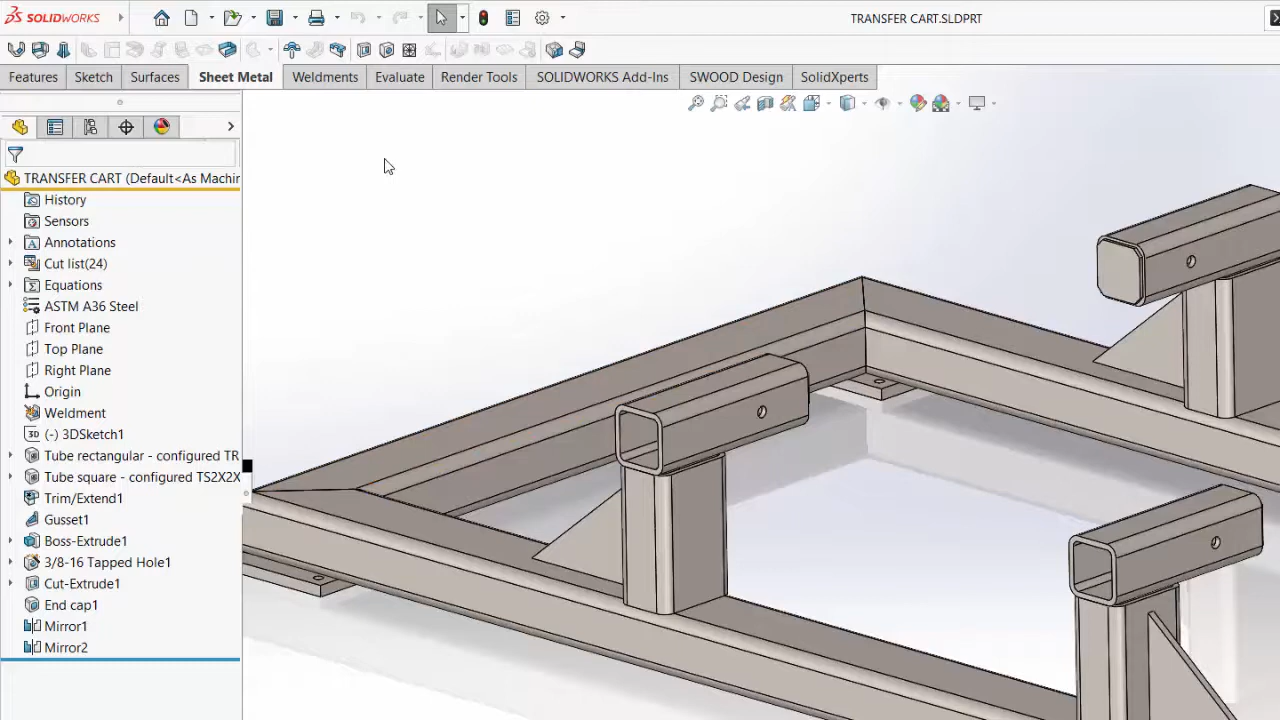 SOLIDWORKS
TRANSFER CART.SLDPRT
Features
Sketch
Surfaces
Sheet Metal
Weldments
Evaluate
Render Tools
SOLIDWORKS Add-Ins
SWOOD Design
SolidXperts
TRANSFER CART (Default<As Machir
History
Sensors
Annotations
Cut list(24)
Equations
ASTM A36 Steel
Front Plane
Top Plane
Right Plane
Origin
Weldment
(-) 3DSketch1
Tube rectangular - configured TR
Tube square - configured TS2X2X
Trim/Extend1
Gusset1
Boss-Extrude1
3/8-16 Tapped Hole1
Cut-Extrude1
End cap1
Mirror1
Mirror2